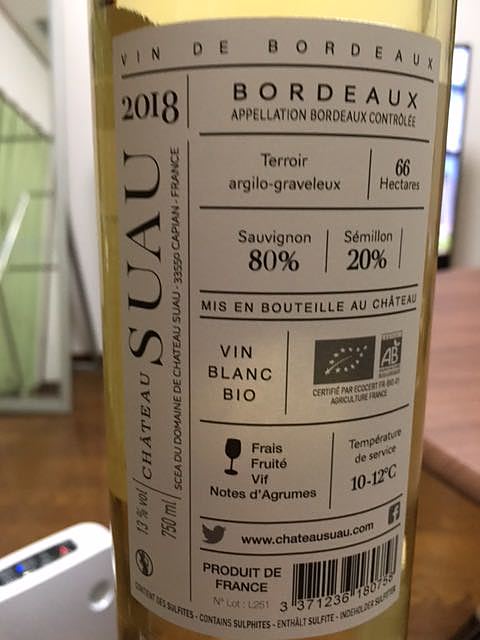 VIN DE BORDEAUX
2018
BORDEAUX
APPELLATION BORDEAUX CONTRÔLÉE
Terroir
argilo-graveleux
66
Hectares
Sauvignon
80%
Sémillon
20%
MIS EN BOUTEILLE AU CHÂTEAU
VIN
BLANC
BIO
AB
CERTIFIÉ PAR ECOCERT FR-BIO-01
AGRICULTURE FRANCE
Frais
Fruité
Vif
Notes d'Agrumes
Température
de service
10-12°C
www.chateausuau.com
PRODUIT DE
FRANCE
N° Lot : L251
3 371236 180758
CHÂTEAU SUAU
SCEA DU DOMAINE DE CHATEAU SUAU - 33550 CAPIAN - FRANCE
13 % vol
750 ml
CONTIENT DES SULFITES - CONTAINS SULPHITES - ENTHÄLT SULFITE - INDEHOLDER SULFITTER